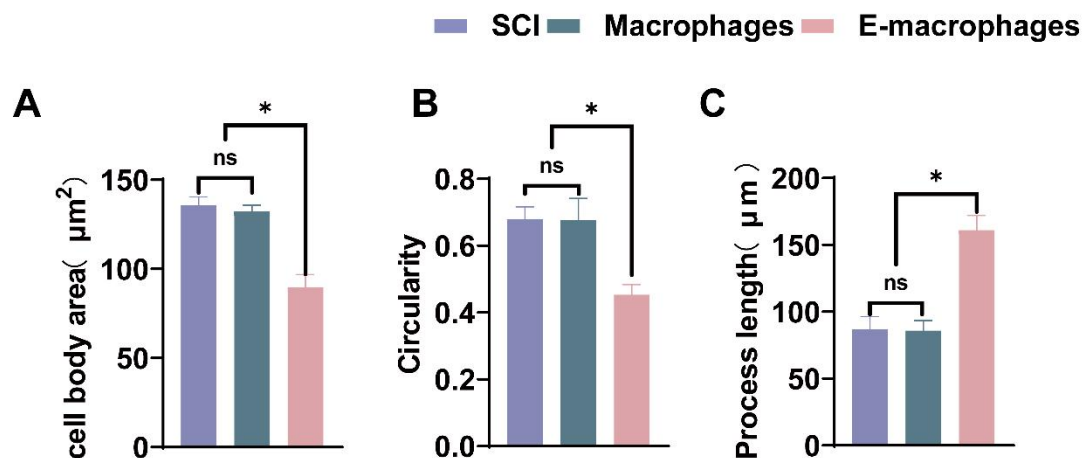 SCI Macrophages E-macrophages
A
cell body area( μm²)
150
100
50
0
ns
*
B
Circularity
0.8
0.6
0.4
0.2
0.0
ns
*
C
Process length( μm)
200
150
100
50
0
ns
*